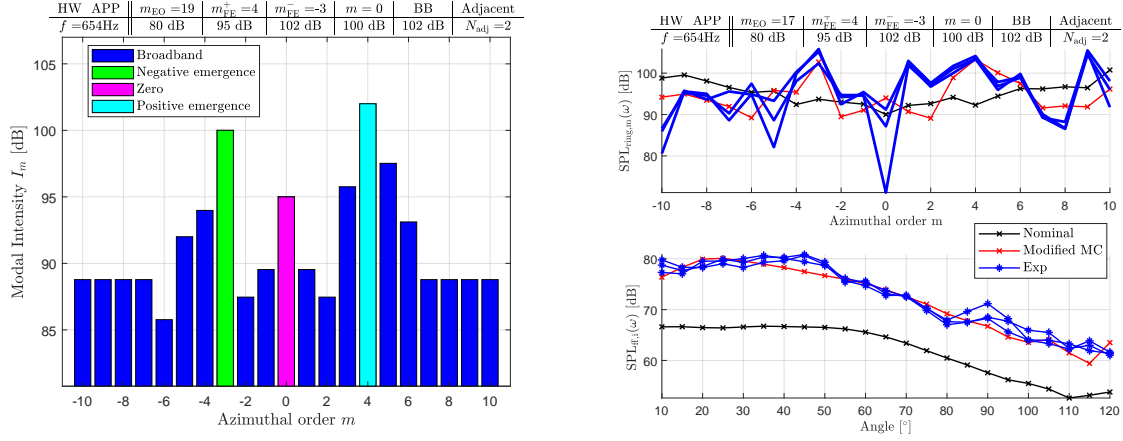 HW APP m_EO =19 m_FE^+ = 4 m_FE^- =-3 m = 0 BB Adjacent
f =654Hz 80 dB 95 dB 102 dB 100 dB 102 dB N_adj =2
Broadband
Negative emergence
Zero
Positive emergence
105
100
95
90
85
-10 -8 -6 -4 -2 0 2 4 6 8 10
Azimuthal order m
Modal Intensity I_m [dB]
HW APP m_EO =17 m_FE^+ = 4 m_FE^- =-3 m = 0 BB Adjacent
f =654Hz 80 dB 95 dB 102 dB 100 dB 102 dB N_adj =2
100
90
80
-10 -8 -6 -4 -2 0 2 4 6 8 10
Azimuthal order m
SPL_ring,m(ω) [dB]
Nominal
Modified MC
Exp
80
70
60
10 20 30 40 50 60 70 80 90 100 110 120
Angle [°]
SPL_ff,i(ω) [dB]